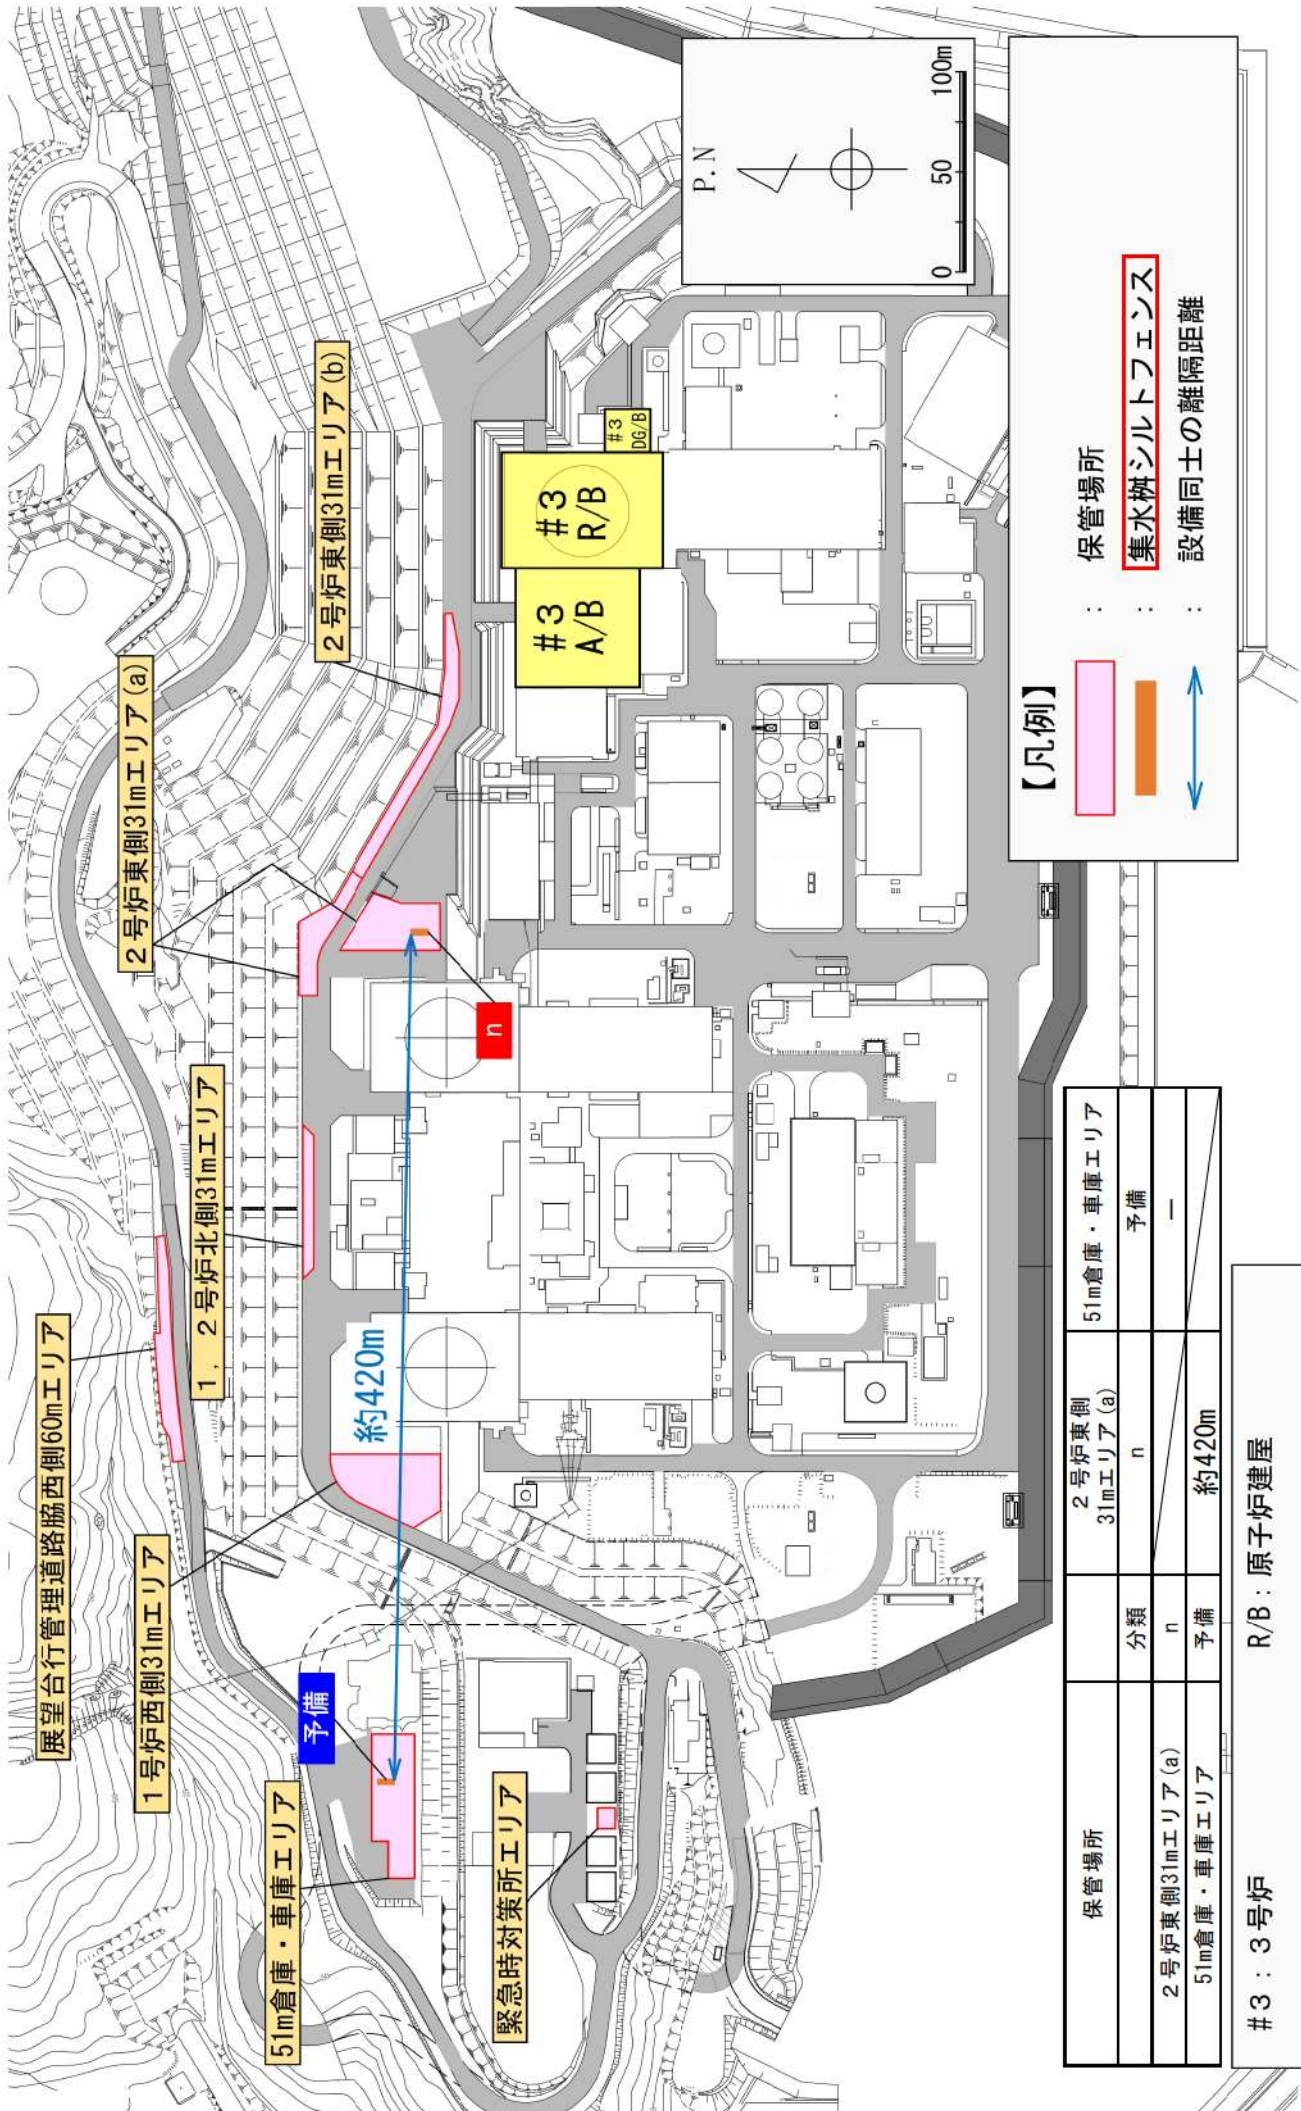 展望台行管理道路脇西側60mエリア
1号炉西側31mエリア
51m倉庫・車庫エリア
緊急時対策所エリア
1,2号炉北側31mエリア
2号炉東側31mエリア(a)
2号炉東側31mエリア(b)
予備
約420m
n
#3
A/B
#3
R/B
#3
DG/B
P.N
0 50 100m
【凡例】
: 保管場所
: 集水桝シルトフェンス
: 設備同士の離隔距離
保管場所 2号炉東側31mエリア(a) 51m倉庫・車庫エリア
分類 n 予備
2号炉東側31mエリア(a) n ―
51m倉庫・車庫エリア 予備 約420m
#3:3号炉 R/B:原子炉建屋